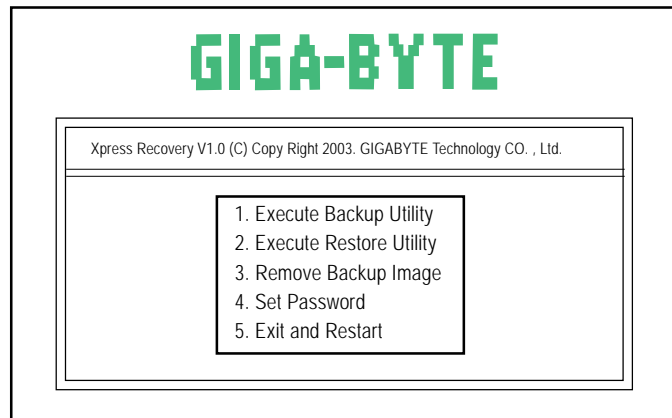 GIGA-BYTE
Xpress Recovery V1.0 (C) Copy Right 2003. GIGABYTE Technology CO. , Ltd.
1. Execute Backup Utility
2. Execute Restore Utility
3. Remove Backup Image
4. Set Password
5. Exit and Restart